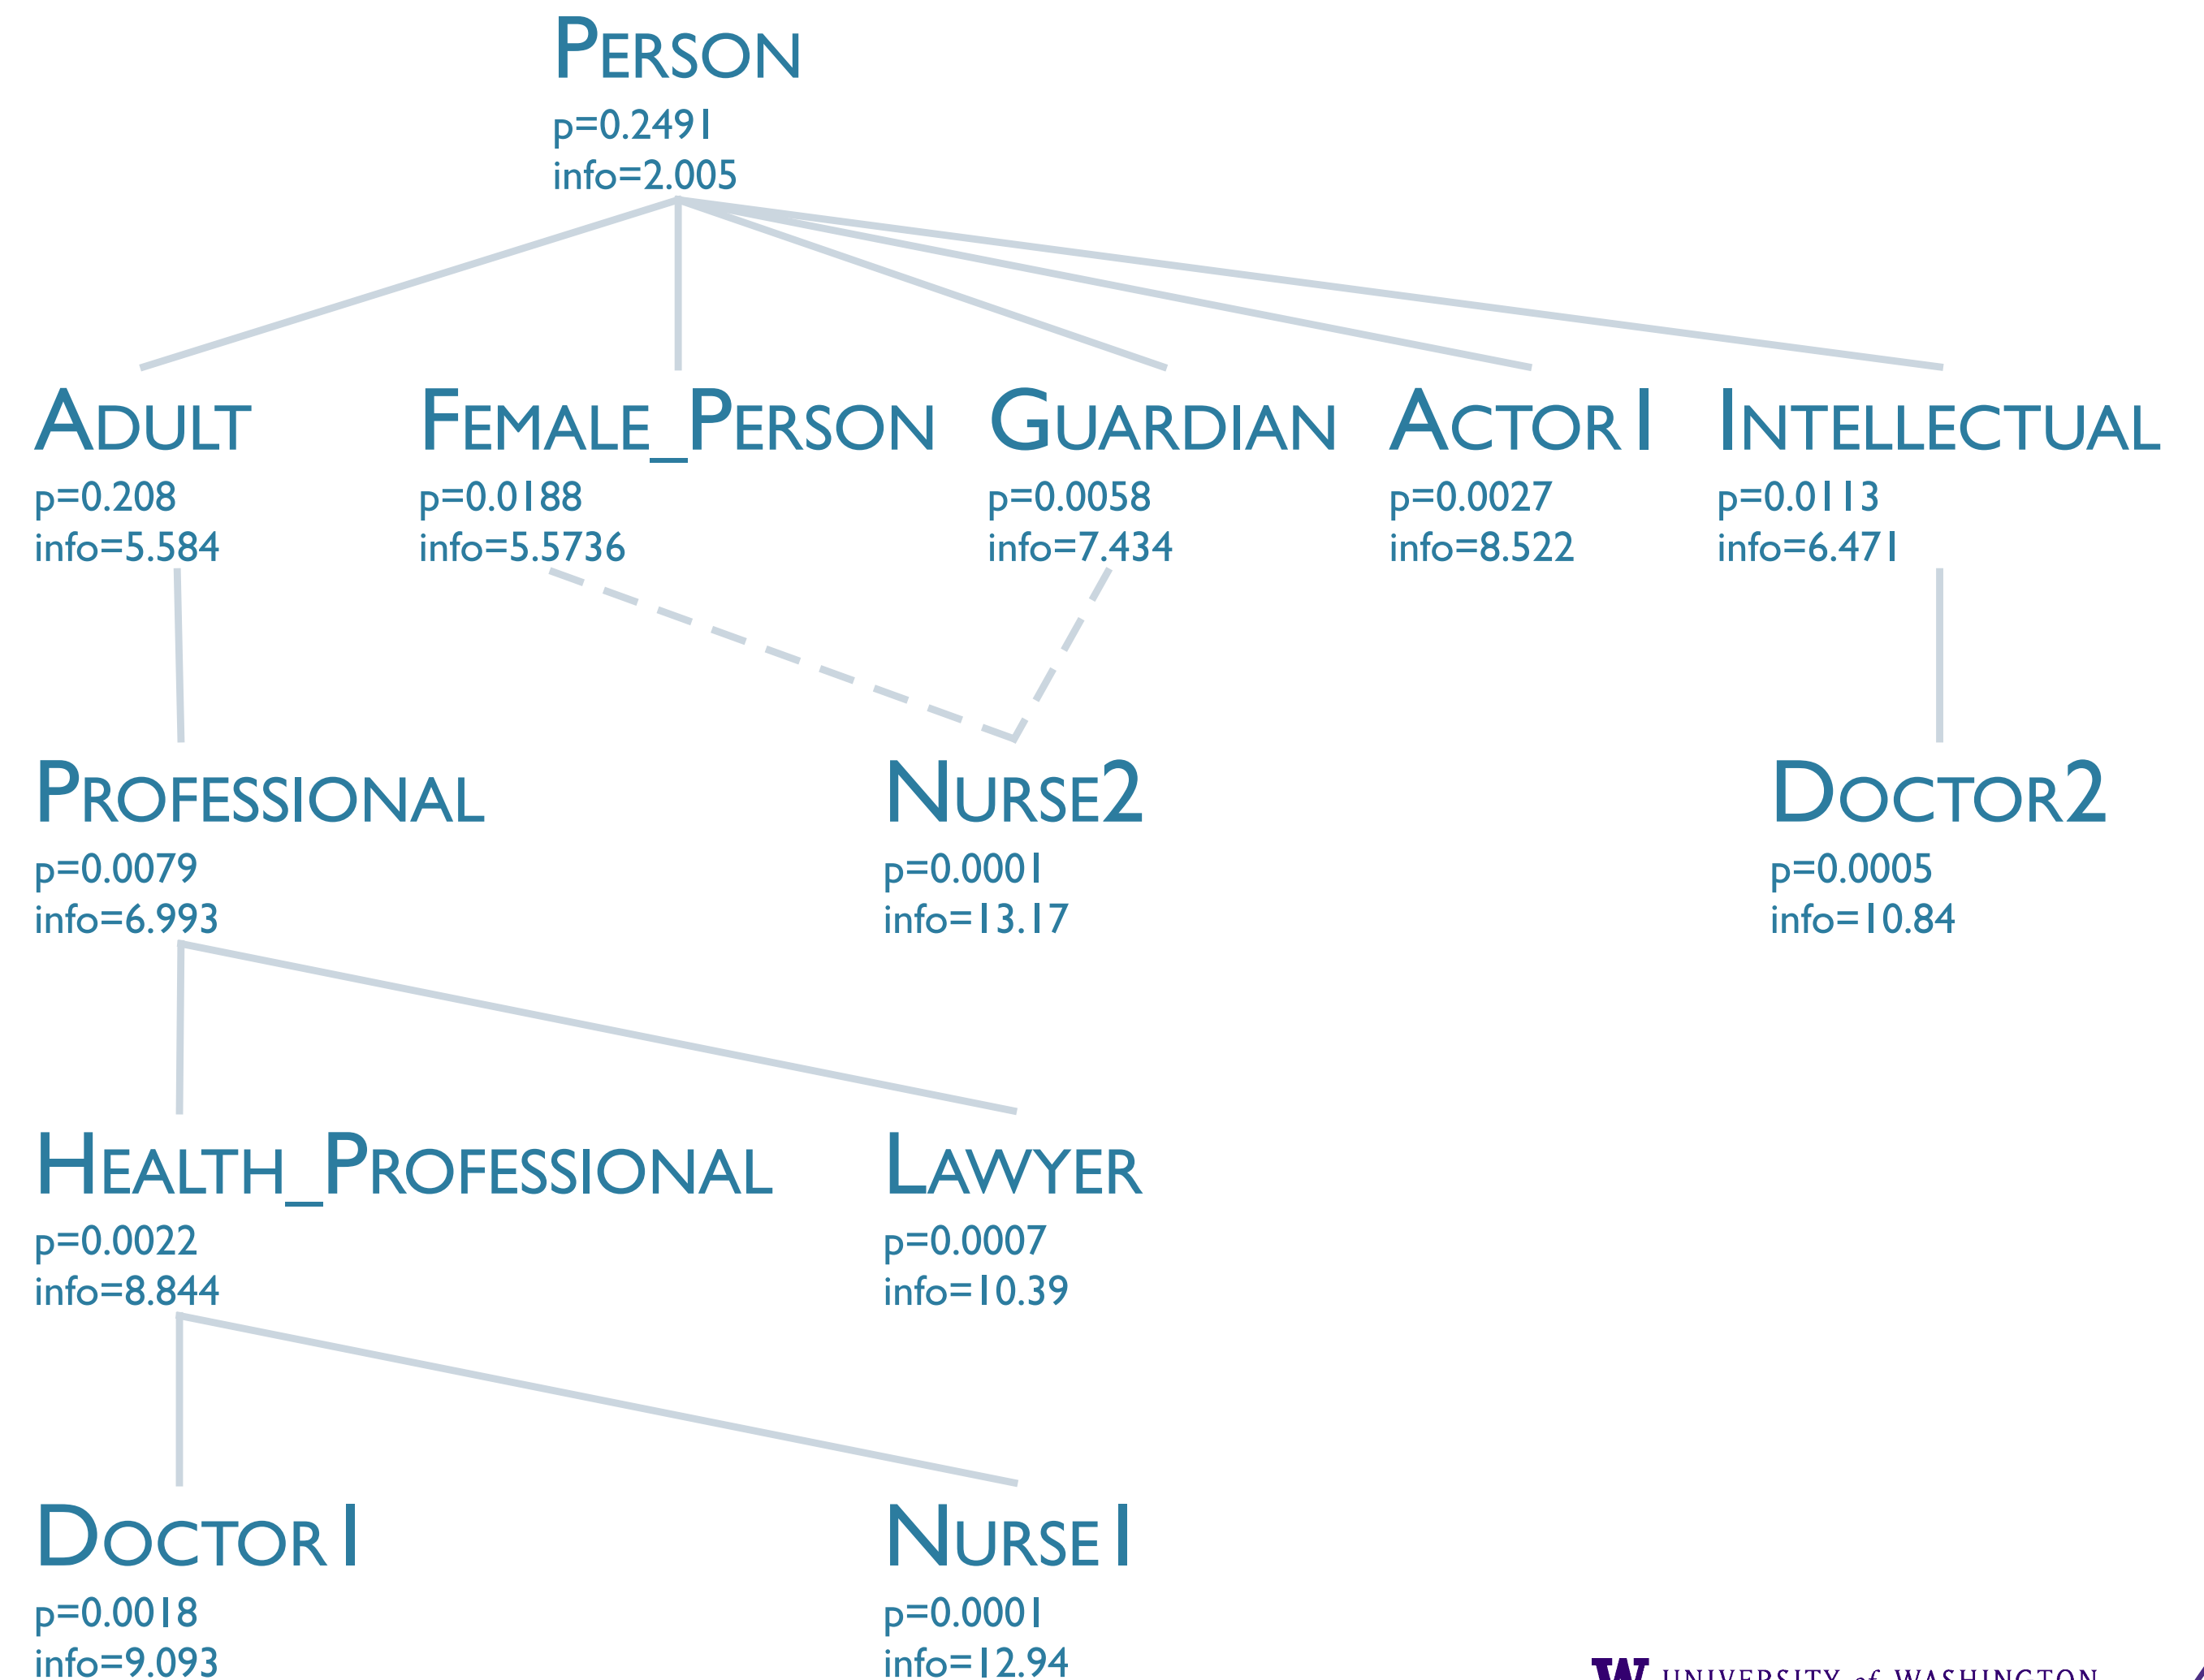 PERSON
p=0.2491
info=2.005
ADULT
p=0.208
info=5.584
FEMALE_PERSON
p=0.0188
info=5.5736
GUARDIAN
p=0.0058
info=7.434
ACTOR1
p=0.0027
info=8.522
INTELLECTUAL
p=0.0113
info=6.471
PROFESSIONAL
p=0.0079
info=6.993
NURSE2
p=0.0001
info=13.17
DOCTOR2
p=0.0005
info=10.84
HEALTH_PROFESSIONAL
p=0.0022
info=8.844
LAWYER
p=0.0007
info=10.39
DOCTOR1
p=0.0018
info=9.093
NURSE1
p=0.0001
info=12.94
W UNIVERSITY of WASHINGTON